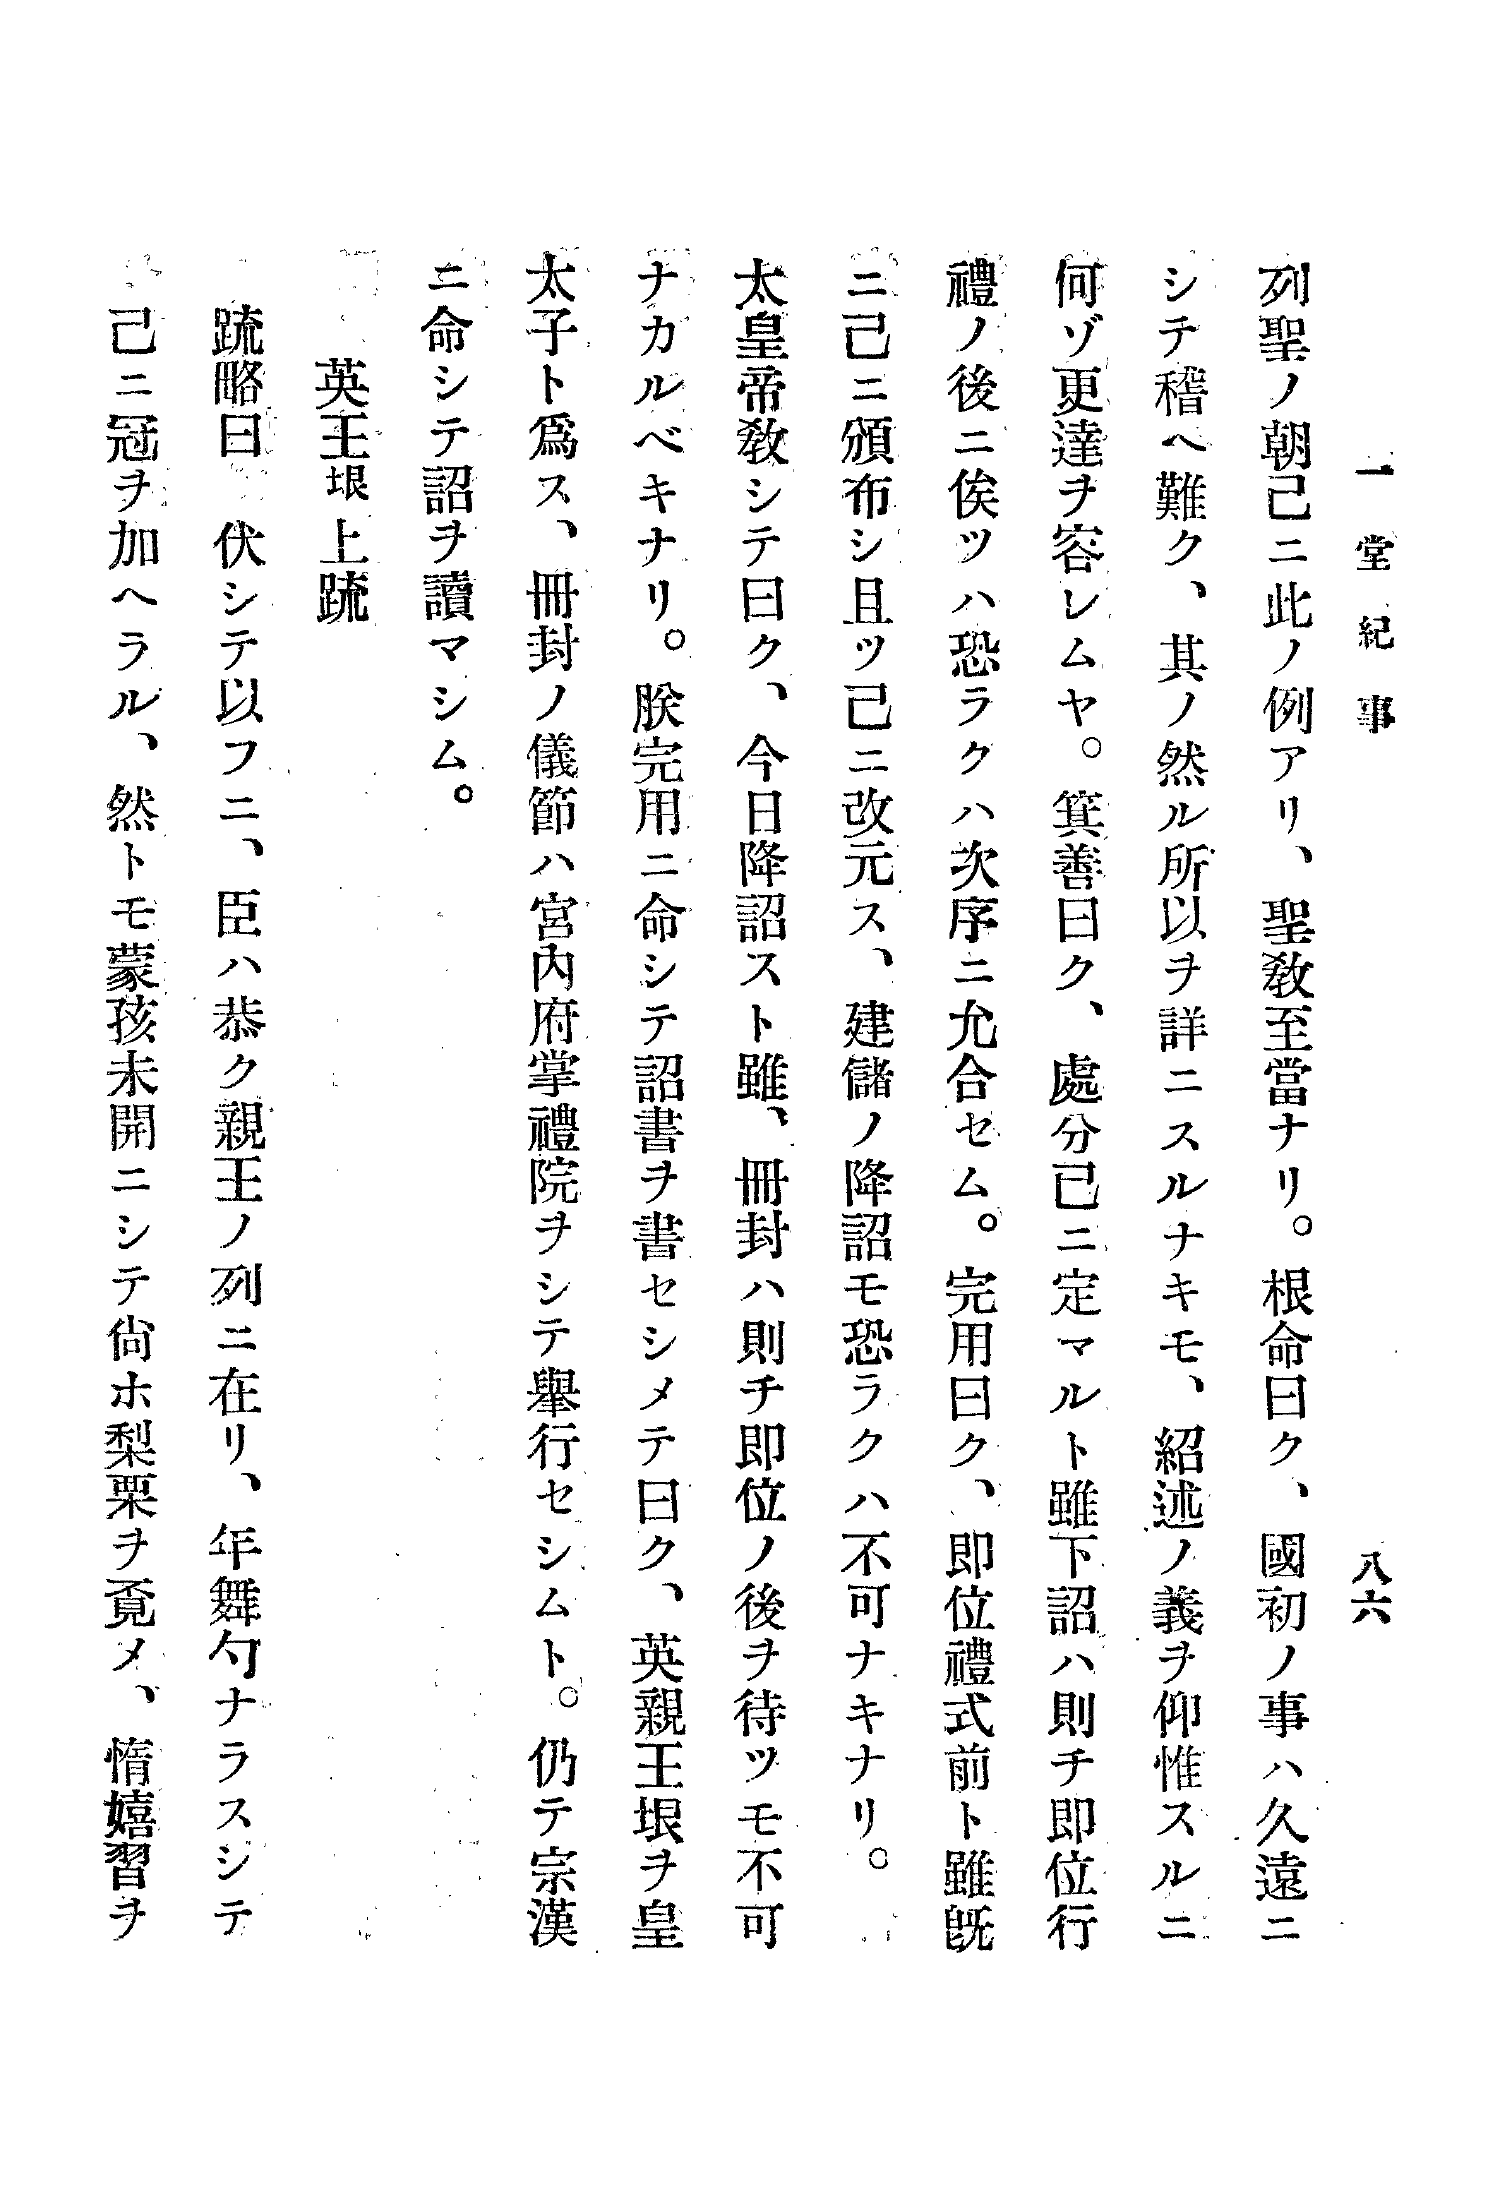 一堂紀事
八六
列聖ノ朝己ニ此ノ例アリ、聖教至當ナリ。根命曰ク、國初ノ事ハ久遠ニ
シテ稽ヘ難ク、其ノ然ル所以ヲ詳ニスルナキモ、紹述ノ義ヲ仰惟スルニ
何ゾ更達ヲ容レムヤ。箕善曰ク、處分己ニ定マルト雖下詔ハ則チ即位行
禮ノ後ニ俟ツハ恐ラクハ次序ニ允合セム。完用曰ク、即位禮式前ト雖既
ニ己ニ頒布シ且ツ己ニ改元ス、建儲ノ降詔モ恐ラクハ不可ナキナリ。
太皇帝教シテ曰ク、今日降詔スト雖、冊封ハ則チ即位ノ後ヲ待ツモ不可
ナカルベキナリ。朕完用ニ命シテ詔書ヲ書セシメテ曰ク、英親王垠ヲ皇
太子ト爲ス、冊封ノ儀節ハ宮内府掌禮院ヲシテ舉行セシムト。仍テ宗漢
ニ命シテ詔ヲ讀マシム。
英王垠上䟽
䟽略曰　伏シテ以フニ、臣ハ恭ク親王ノ列ニ在リ、年舞勺ナラスシテ
己ニ冠ヲ加ヘラル、然トモ蒙孩未開ニシテ尙ホ梨栗ヲ覔メ、惰嬉習ヲ